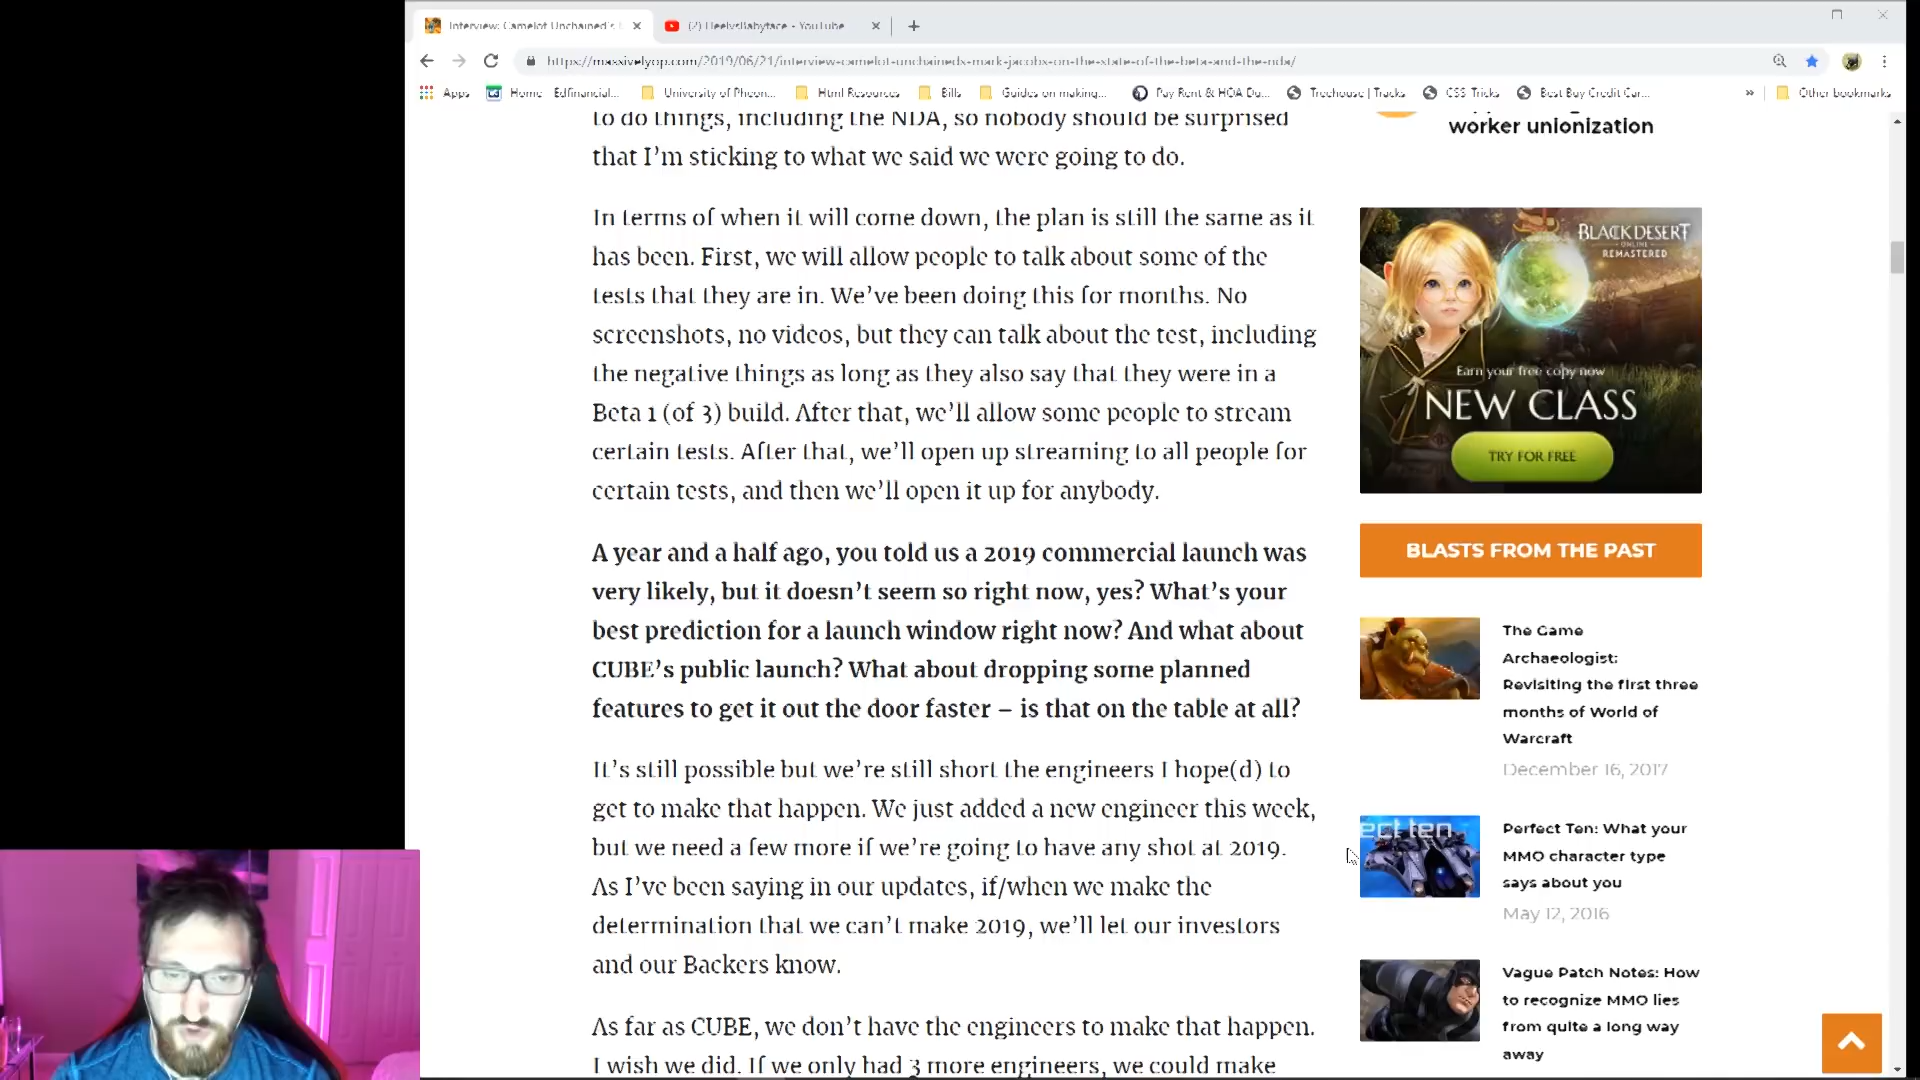 Interview: Camelot Unchained's
(2) HeelvsBabyface - YouTube
https://massivelyop.com/2019/06/21/interview-camelot-unchaineds-mark-jacobs-on-the-state-of-the-beta-and-the-nda/
Apps Home Edfinancial... University of Pheon... Html Resources Bills Guides on making... Pay Rent & HOA Du... Treehouse | Tracks CSS-Tricks Best Buy Credit Car... » Other bookmarks
to do things, including the NDA, so nobody should be surprised
that I'm sticking to what we said we were going to do.
In terms of when it will come down, the plan is still the same as it
has been. First, we will allow people to talk about some of the
tests that they are in. We've been doing this for months. No
screenshots, no videos, but they can talk about the test, including
the negative things as long as they also say that they were in a
Beta 1 (of 3) build. After that, we'll allow some people to stream
certain tests. After that, we'll open up streaming to all people for
certain tests, and then we'll open it up for anybody.
A year and a half ago, you told us a 2019 commercial launch was
very likely, but it doesn't seem so right now, yes? What's your
best prediction for a launch window right now? And what about
CUBE's public launch? What about dropping some planned
features to get it out the door faster – is that on the table at all?
It's still possible but we're still short the engineers I hope(d) to
get to make that happen. We just added a new engineer this week,
but we need a few more if we're going to have any shot at 2019.
As I've been saying in our updates, if/when we make the
determination that we can't make 2019, we'll let our investors
and our Backers know.
As far as CUBE, we don't have the engineers to make that happen.
I wish we did. If we only had 3 more engineers, we could make
worker unionization
BLACK DESERT
ONLINE
REMASTERED
Earn your free copy now
NEW CLASS
TRY FOR FREE
BLASTS FROM THE PAST
The Game
Archaeologist:
Revisiting the first three
months of World of
Warcraft
December 16, 2017
ect ten
Perfect Ten: What your
MMO character type
says about you
May 12, 2016
Vague Patch Notes: How
to recognize MMO lies
from quite a long way
away